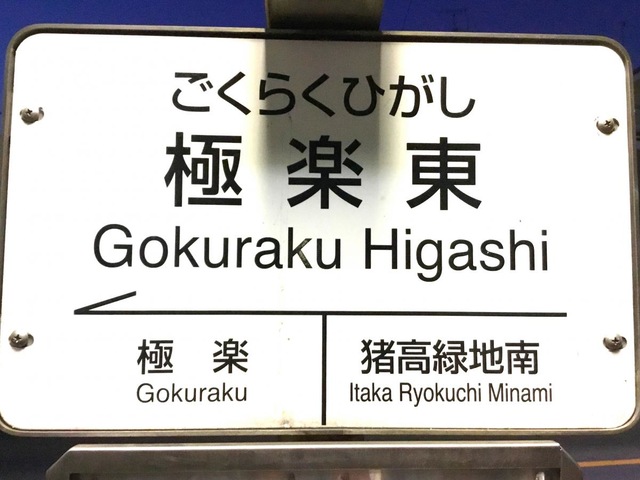 ごくらくひがし
極楽東
Gokuraku Higashi
極楽
Gokuraku
猪高緑地南
Itaka Ryokuchi Minami